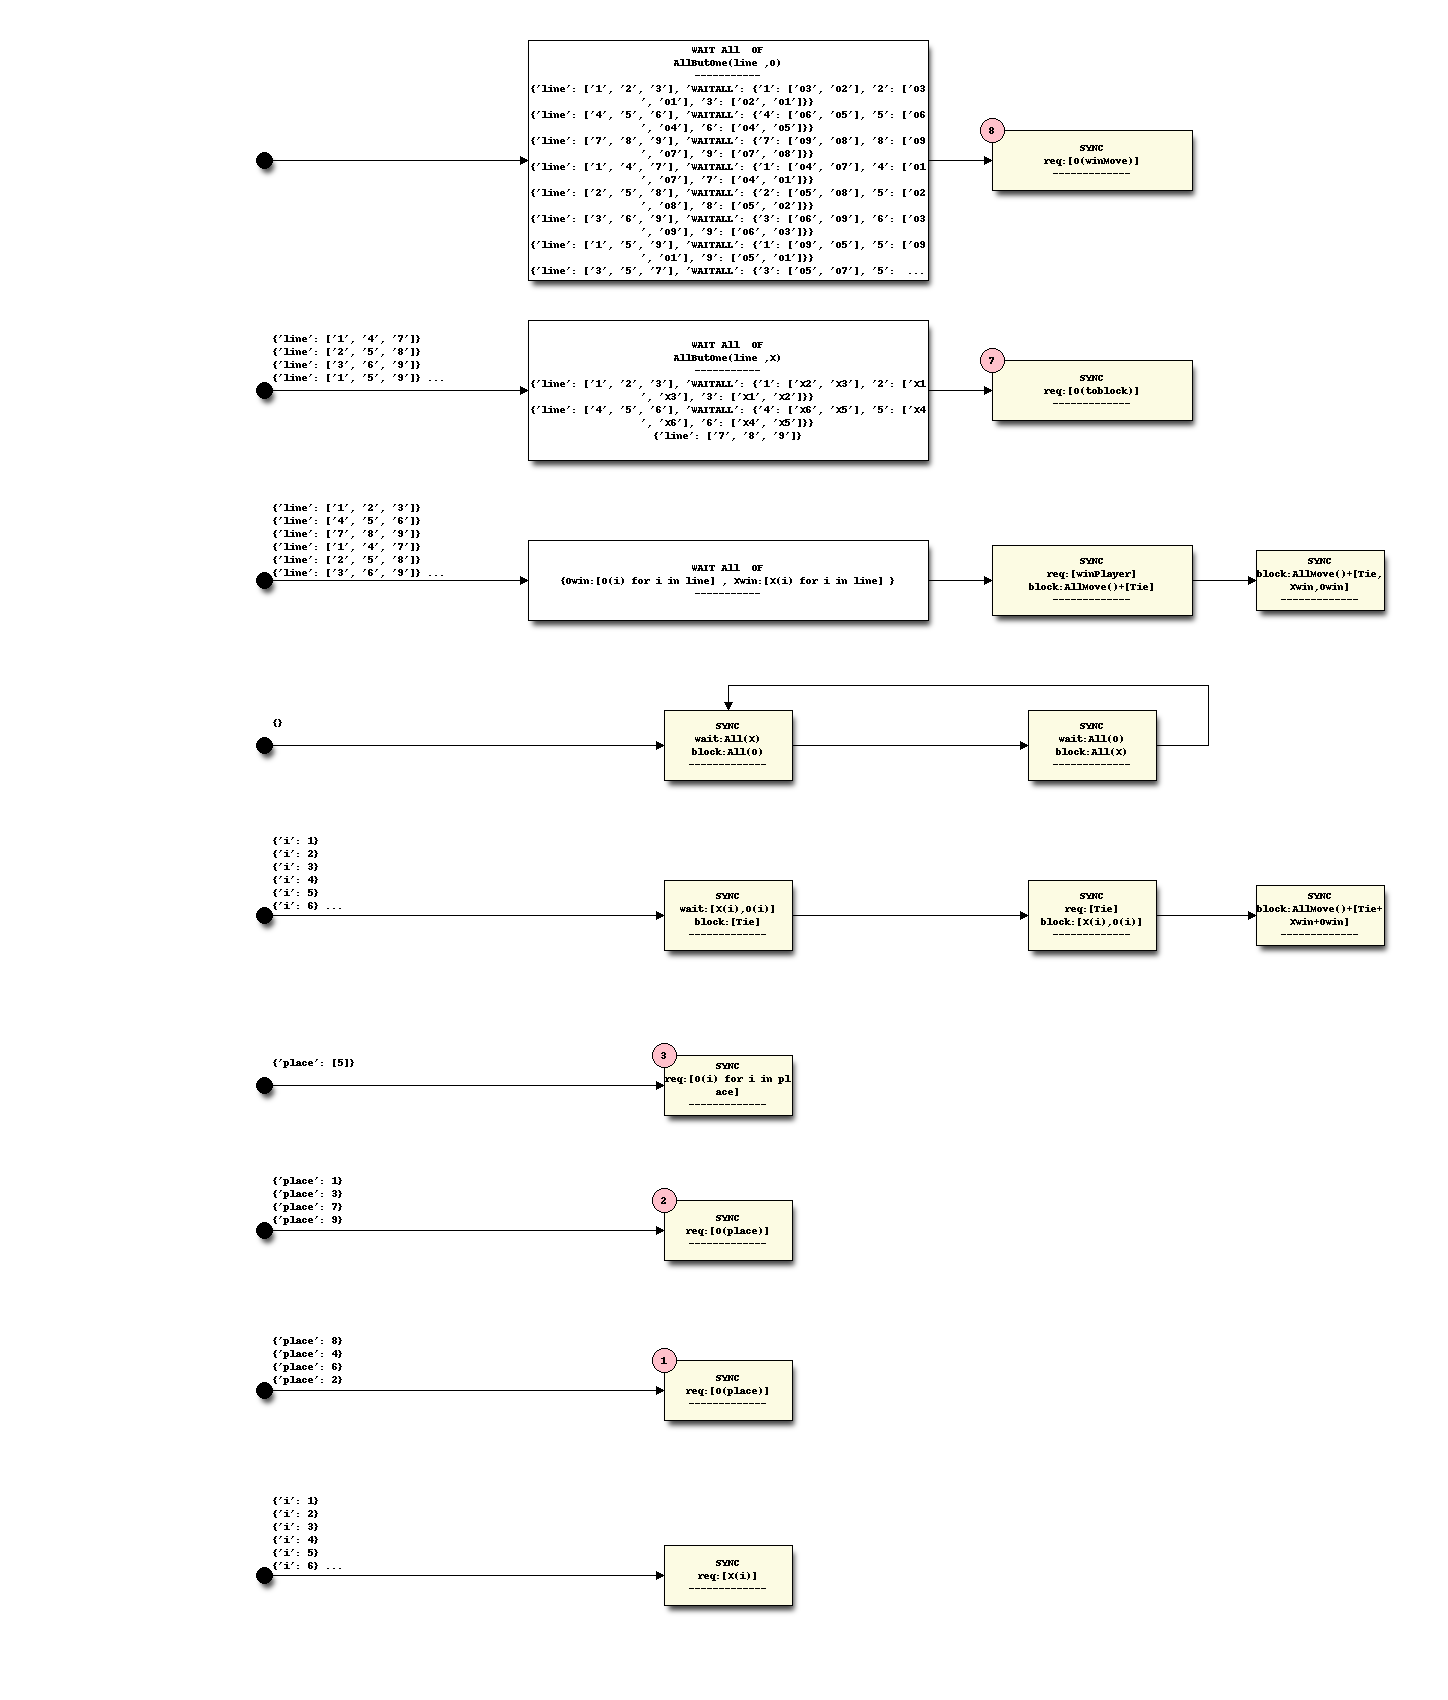 WAIT All  OF
AllButOne(line ,O)
-----------
{'line': ['1', '2', '3'], 'WAITALL': {'1': ['O3', 'O2'], '2': ['O3
', 'O1'], '3': ['O2', 'O1']}}
{'line': ['4', '5', '6'], 'WAITALL': {'4': ['O6', 'O5'], '5': ['O6
', 'O4'], '6': ['O4', 'O5']}}
{'line': ['7', '8', '9'], 'WAITALL': {'7': ['O9', 'O8'], '8': ['O9
', 'O7'], '9': ['O7', 'O8']}}
{'line': ['1', '4', '7'], 'WAITALL': {'1': ['O4', 'O7'], '4': ['O1
', 'O7'], '7': ['O4', 'O1']}}
{'line': ['2', '5', '8'], 'WAITALL': {'2': ['O5', 'O8'], '5': ['O2
', 'O8'], '8': ['O5', 'O2']}}
{'line': ['3', '6', '9'], 'WAITALL': {'3': ['O6', 'O9'], '6': ['O3
', 'O9'], '9': ['O6', 'O3']}}
{'line': ['1', '5', '9'], 'WAITALL': {'1': ['O9', 'O5'], '5': ['O9
', 'O1'], '9': ['O5', 'O1']}}
{'line': ['3', '5', '7'], 'WAITALL': {'3': ['O5', 'O7'], '5':  ...
8
SYNC
req:[O(winMove)]
-------------
{'line': ['1', '4', '7']}
{'line': ['2', '5', '8']}
{'line': ['3', '6', '9']}
{'line': ['1', '5', '9']} ...
WAIT All  OF
AllButOne(line ,X)
-----------
{'line': ['1', '2', '3'], 'WAITALL': {'1': ['X2', 'X3'], '2': ['X1
', 'X3'], '3': ['X1', 'X2']}}
{'line': ['4', '5', '6'], 'WAITALL': {'4': ['X6', 'X5'], '5': ['X4
', 'X6'], '6': ['X4', 'X5']}}
{'line': ['7', '8', '9']}
7
SYNC
req:[O(toblock)]
-------------
{'line': ['1', '2', '3']}
{'line': ['4', '5', '6']}
{'line': ['7', '8', '9']}
{'line': ['1', '4', '7']}
{'line': ['2', '5', '8']}
{'line': ['3', '6', '9']} ...
WAIT All  OF
{Owin:[O(i) for i in line] , Xwin:[X(i) for i in line] }
-----------
SYNC
req:[winPlayer]
block:AllMove()+[Tie]
-------------
SYNC
block:AllMove()+[Tie,
Xwin,Owin]
-------------
{}
SYNC
wait:All(X)
block:All(O)
-------------
SYNC
wait:All(O)
block:All(X)
-------------
{'i': 1}
{'i': 2}
{'i': 3}
{'i': 4}
{'i': 5}
{'i': 6} ...
SYNC
wait:[X(i),O(i)]
block:[Tie]
-------------
SYNC
req:[Tie]
block:[X(i),O(i)]
-------------
SYNC
block:AllMove()+[Tie+
Xwin+Owin]
-------------
{'place': [5]}
3
SYNC
req:[O(i) for i in pl
ace]
-------------
{'place': 1}
{'place': 3}
{'place': 7}
{'place': 9}
2
SYNC
req:[O(place)]
-------------
{'place': 8}
{'place': 4}
{'place': 6}
{'place': 2}
1
SYNC
req:[O(place)]
-------------
{'i': 1}
{'i': 2}
{'i': 3}
{'i': 4}
{'i': 5}
{'i': 6} ...
SYNC
req:[X(i)]
-------------